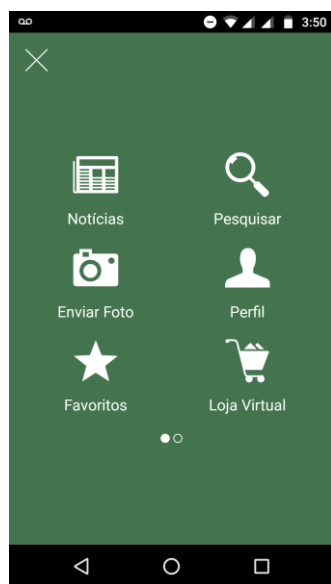 3:50
Notícias
Pesquisar
Enviar Foto
Perfil
Favoritos
Loja Virtual